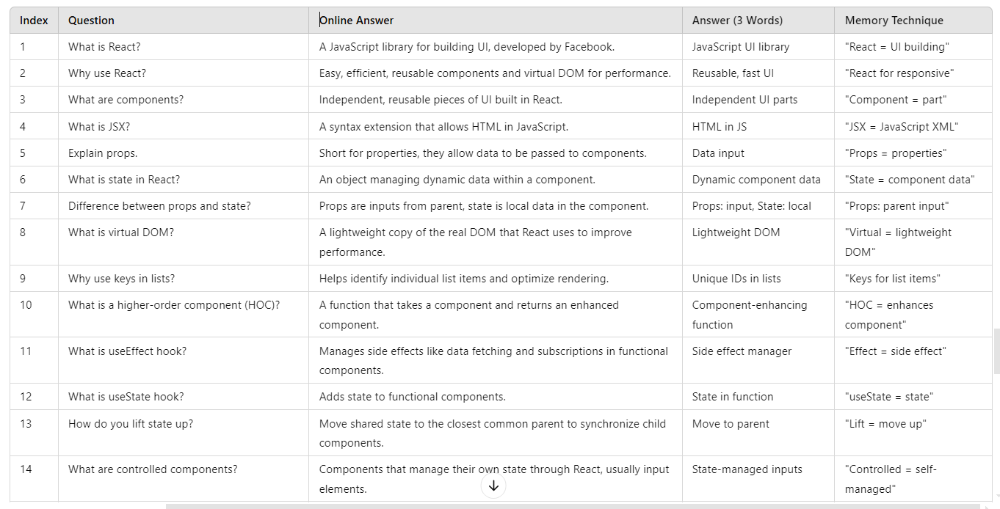 Index Question Online Answer Answer (3 Words) Memory Technique
1 What is React? A JavaScript library for building UI, developed by Facebook. JavaScript UI library "React = UI building"
2 Why use React? Easy, efficient, reusable components and virtual DOM for performance. Reusable, fast UI "React for responsive"
3 What are components? Independent, reusable pieces of UI built in React. Independent UI parts "Component = part"
4 What is JSX? A syntax extension that allows HTML in JavaScript. HTML in JS "JSX = JavaScript XML"
5 Explain props. Short for properties, they allow data to be passed to components. Data input "Props = properties"
6 What is state in React? An object managing dynamic data within a component. Dynamic component data "State = component data"
7 Difference between props and state? Props are inputs from parent, state is local data in the component. Props: input, State: local "Props: parent input"
8 What is virtual DOM? A lightweight copy of the real DOM that React uses to improve Lightweight DOM "Virtual = lightweight
performance. DOM"
9 Why use keys in lists? Helps identify individual list items and optimize rendering. Unique IDs in lists "Keys for list items"
10 What is a higher-order component (HOC)? A function that takes a component and returns an enhanced Component-enhancing "HOC = enhances
component. function component"
11 What is useEffect hook? Manages side effects like data fetching and subscriptions in functional Side effect manager "Effect = side effect"
components.
12 What is useState hook? Adds state to functional components. State in function "useState = state"
13 How do you lift state up? Move shared state to the closest common parent to synchronize child Move to parent "Lift = move up"
components.
14 What are controlled components? Components that manage their own state through React, usually input State-managed inputs "Controlled = self-
elements. managed"